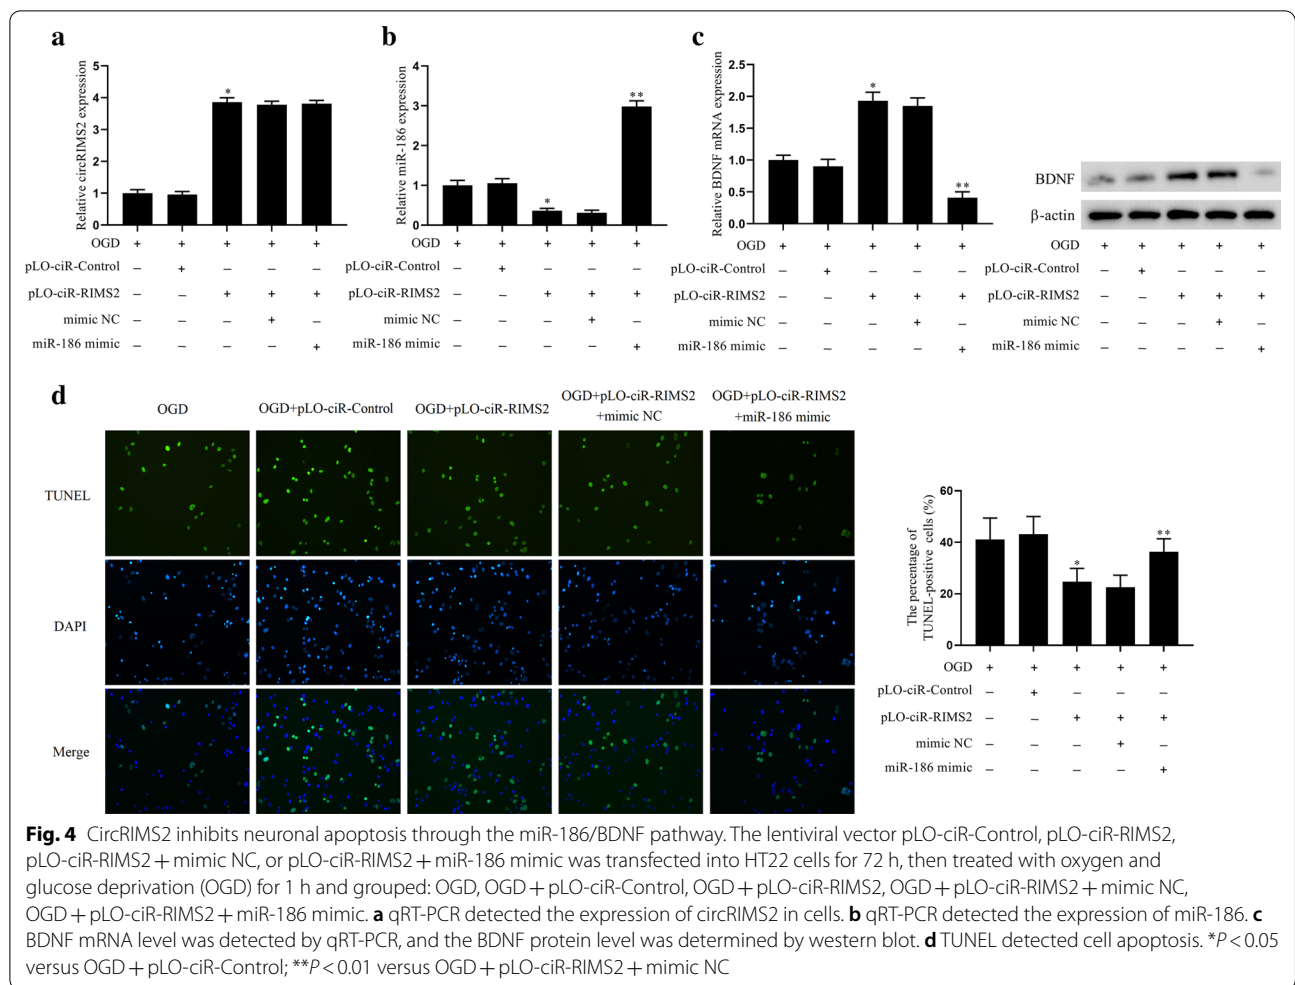 a
Relative circRIMS2 expression
5
4
3
2
1
0
*
OGD + + + + +
pLO-ciR-Control – + – – –
pLO-ciR-RIMS2 – – + + +
mimic NC – – – + –
miR-186 mimic – – – – +
b
Relative miR-186 expression
4
3
2
1
0
*
**
OGD + + + + +
pLO-ciR-Control – + – – –
pLO-ciR-RIMS2 – – + + +
mimic NC – – – + –
miR-186 mimic – – – – +
c
Relative BDNF mRNA expression
2.5
2.0
1.5
1.0
0.5
0.0
*
**
OGD + + + + +
pLO-ciR-Control – + – – –
pLO-ciR-RIMS2 – – + + +
mimic NC – – – + –
miR-186 mimic – – – – +
BDNF
β-actin
OGD + + + + +
pLO-ciR-Control – + – – –
pLO-ciR-RIMS2 – – + + +
mimic NC – – – + –
miR-186 mimic – – – – +
d
OGD
OGD+pLO-ciR-Control
OGD+pLO-ciR-RIMS2
OGD+pLO-ciR-RIMS2
+mimic NC
OGD+pLO-ciR-RIMS2
+miR-186 mimic
TUNEL
DAPI
Merge
The percentage of
TUNEL-positive cells (%)
60
40
20
0
*
**
OGD + + + + +
pLO-ciR-Control – + – – –
pLO-ciR-RIMS2 – – + + +
mimic NC – – – + –
miR-186 mimic – – – – +
Fig. 4 CircRIMS2 inhibits neuronal apoptosis through the miR-186/BDNF pathway. The lentiviral vector pLO-ciR-Control, pLO-ciR-RIMS2,
pLO-ciR-RIMS2 + mimic NC, or pLO-ciR-RIMS2 + miR-186 mimic was transfected into HT22 cells for 72 h, then treated with oxygen and
glucose deprivation (OGD) for 1 h and grouped: OGD, OGD + pLO-ciR-Control, OGD + pLO-ciR-RIMS2, OGD + pLO-ciR-RIMS2 + mimic NC,
OGD + pLO-ciR-RIMS2 + miR-186 mimic. a qRT-PCR detected the expression of circRIMS2 in cells. b qRT-PCR detected the expression of miR-186. c
BDNF mRNA level was detected by qRT-PCR, and the BDNF protein level was determined by western blot. d TUNEL detected cell apoptosis. *P < 0.05
versus OGD + pLO-ciR-Control; **P < 0.01 versus OGD + pLO-ciR-RIMS2 + mimic NC